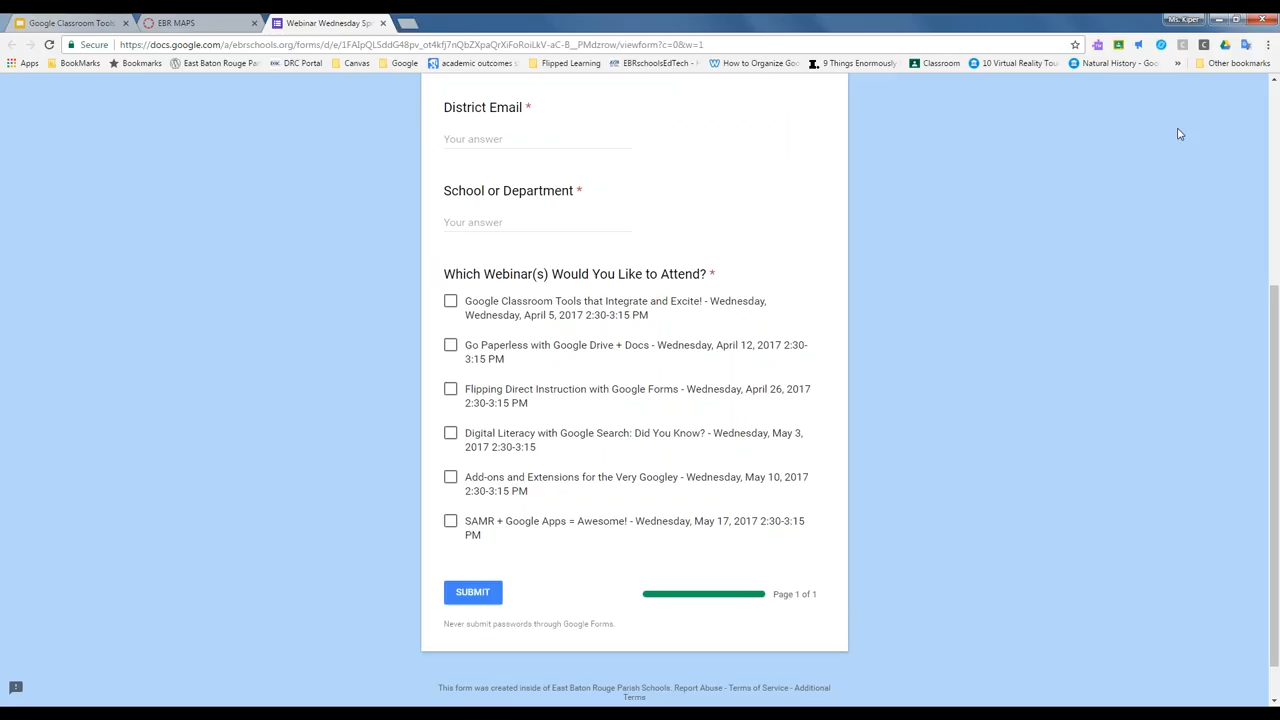 Google Classroom Tools
EBR MAPS
Webinar Wednesday Spr
Ms. Kiper
Secure
https://docs.google.com/a/ebrschools.org/forms/d/e/1FAIpQLSddG48pv_ot4kfj7nQbZXpaQrXiFoRoiLkV-aC-B__PMdzrow/viewform?c=0&w=1
Apps
BookMarks
Bookmarks
East Baton Rouge Par
DRC Portal
Canvas
Google
academic outcomes s
Flipped Learning
EBRschoolsEdTech -
How to Organize Goo
9 Things Enormously
Classroom
10 Virtual Reality Tou
Natural History - Goo
»
Other bookmarks
District Email *
Your answer
School or Department *
Your answer
Which Webinar(s) Would You Like to Attend? *
Google Classroom Tools that Integrate and Excite! - Wednesday,
Wednesday, April 5, 2017 2:30-3:15 PM
Go Paperless with Google Drive + Docs - Wednesday, April 12, 2017 2:30-
3:15 PM
Flipping Direct Instruction with Google Forms - Wednesday, April 26, 2017
2:30-3:15 PM
Digital Literacy with Google Search: Did You Know? - Wednesday, May 3,
2017 2:30-3:15
Add-ons and Extensions for the Very Googley - Wednesday, May 10, 2017
2:30-3:15 PM
SAMR + Google Apps = Awesome! - Wednesday, May 17, 2017 2:30-3:15
PM
SUBMIT
Page 1 of 1
Never submit passwords through Google Forms.
This form was created inside of East Baton Rouge Parish Schools. Report Abuse - Terms of Service - Additional
Terms